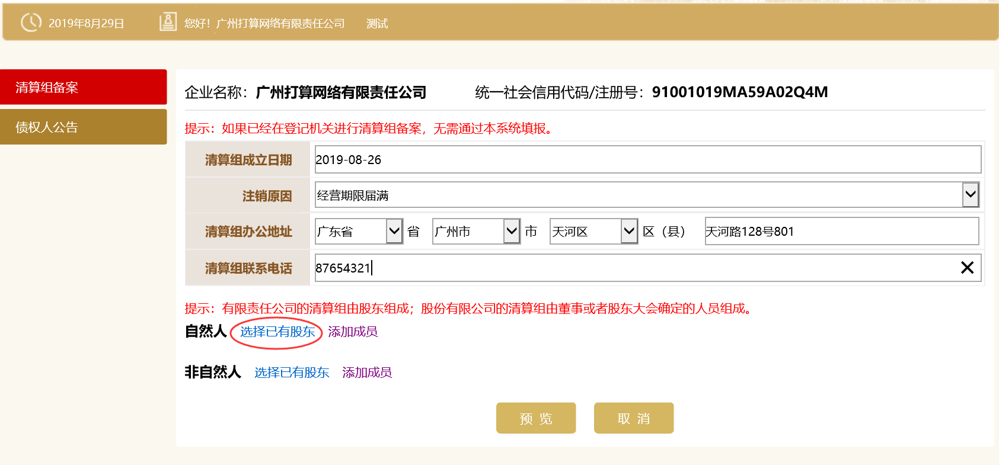 2019年8月29日 您好！广州打算网络有限责任公司 测试
清算组备案
债权人公告
企业名称：广州打算网络有限责任公司 统一社会信用代码/注册号：91001019MA59A02Q4M
提示：如果已经在登记机关进行清算组备案，无需通过本系统填报。
清算组成立日期 2019-08-26
注销原因 经营期限届满
清算组办公地址 广东省 省 广州市 市 天河区 区（县） 天河路128号801
清算组联系电话 87654321
提示：有限责任公司的清算组由股东组成；股份有限公司的清算组由董事或者股东大会确定的人员组成。
自然人 选择已有股东 添加成员
非自然人 选择已有股东 添加成员
预 览 取 消